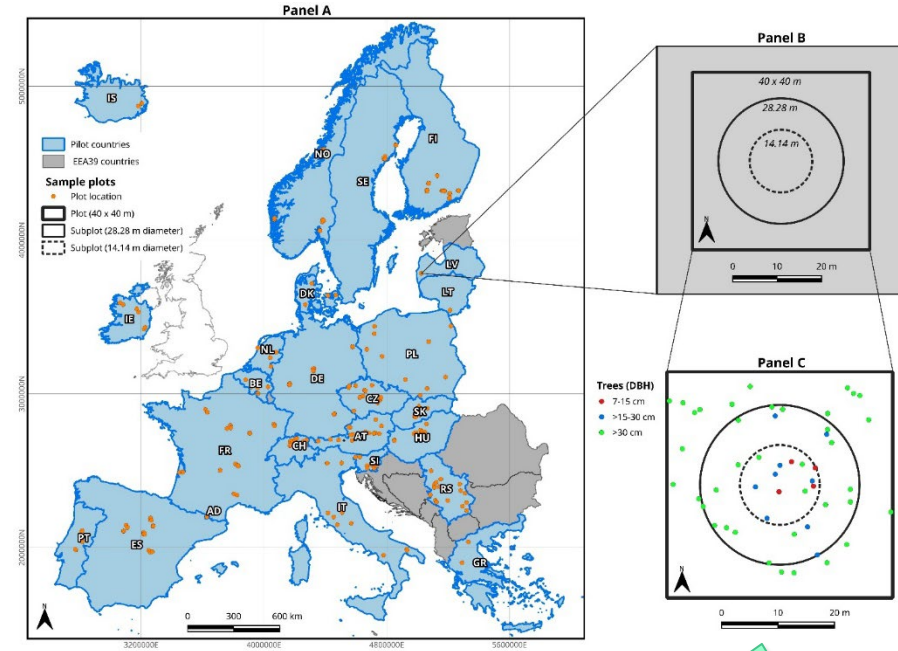 Panel A
IS
Pilot countries
EEA39 countries
Sample plots
Plot location
Plot (40 x 40 m)
Subplot (28.28 m diameter)
Subplot (14.14 m diameter)
NO
SE
FI
LV
LT
DK
IE
NL
BE
DE
PL
CZ
SK
FR
CH
AT
HU
SI
RS
AD
IT
PT
ES
GR
N
0 300 600 km
5000000N
4000000N
3000000N
2000000N
3200000E
4000000E
4800000E
5600000E
Panel B
40 x 40 m
28.28 m
14.14 m
N
0 10 20 m
Panel C
Trees (DBH)
7-15 cm
>15-30 cm
>30 cm
N
0 10 20 m